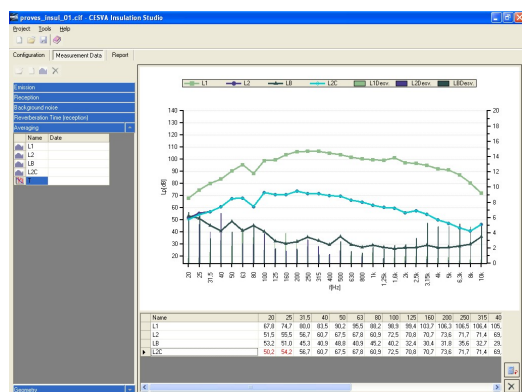 proves_insul_01.cif - CESVA Insulation Studio
Project Tools Help
Configuration Measurement Data Report
Emission
Reception
Background noise
Reverberation Time (reception)
Averaging
Name Date
L1
L2
LB
L2C
T
Geometry
L1 L2 LB L2C L1Desv. L2Desv. LBDesv.
140 20
130 18
120 16
110 14
100 12
90 10
80 8
70 6
60 4
50 2
40 0
30
20
Lp[dB]
20 25 31,5 40 50 63 80 100 125 160 200 250 315 400 500 630 800 1k 1,25k 1,6k 2k 2,5k 3,15k 4k 5k 6,3k 8k 10k
f[Hz]
Name 20 25 31.5 40 50 63 80 100 125 160 200 250 315 40
L1 67,8 74,7 80,0 83,5 90,2 95,5 88,2 98,9 99,4 103,7 106,3 106,5 106,4 105,
L2 51,5 55,5 56,7 60,7 67,5 67,8 60,9 72,5 70,8 70,7 73,6 71,7 71,4 69,
LB 53,2 51,0 45,3 40,9 48,8 40,9 45,2 40,2 32,4 30,4 31,8 35,6 32,7 29,
L2C 50,2 54,2 56,7 60,7 67,5 67,8 60,9 72,5 70,8 70,7 73,6 71,7 71,4 69,